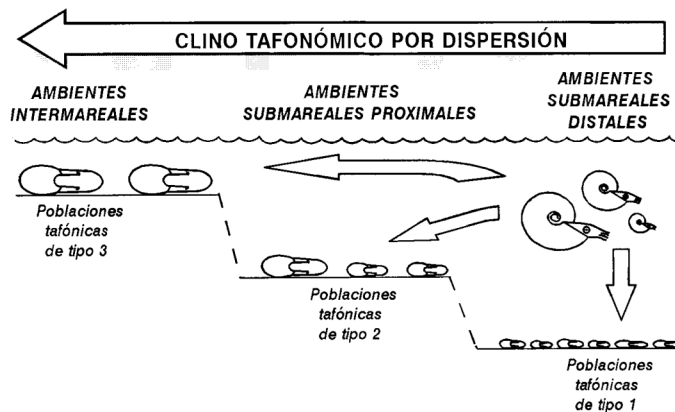 CLINO TAFONÓMICO POR DISPERSIÓN
AMBIENTES
INTERMAREALES
AMBIENTES
SUBMAREALES PROXIMALES
AMBIENTES
SUBMAREALES
DISTALES
Poblaciones
tafónicas
de tipo 3
Poblaciones
tafónicas
de tipo 2
Poblaciones
tafónicas
de tipo 1